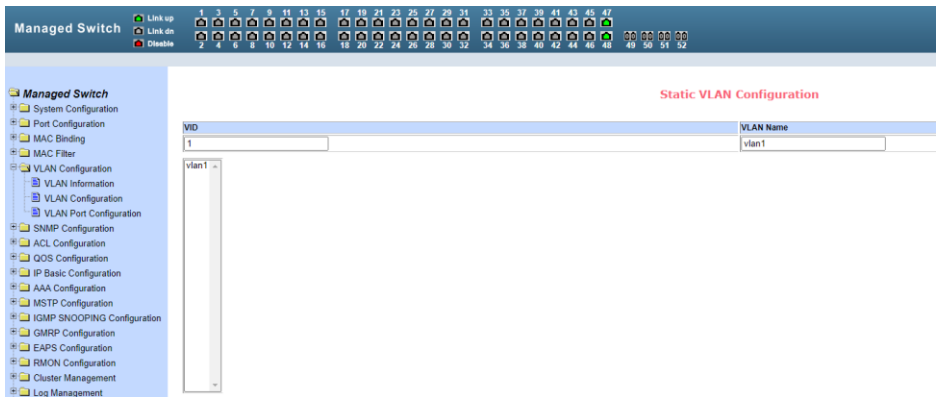 Managed Switch
Link up
Link dn
Disable
1 3 5 7 9 11 13 15 17 19 21 23 25 27 29 31 33 35 37 39 41 43 45 47
2 4 6 8 10 12 14 16 18 20 22 24 26 28 30 32 34 36 38 40 42 44 46 48 49 50 51 52
Managed Switch
System Configuration
Port Configuration
MAC Binding
MAC Filter
VLAN Configuration
VLAN Information
VLAN Configuration
VLAN Port Configuration
SNMP Configuration
ACL Configuration
QOS Configuration
IP Basic Configuration
AAA Configuration
MSTP Configuration
IGMP SNOOPING Configuration
GMRP Configuration
EAPS Configuration
RMON Configuration
Cluster Management
Log Management
Static VLAN Configuration
VID VLAN Name
1 vlan1
vlan1